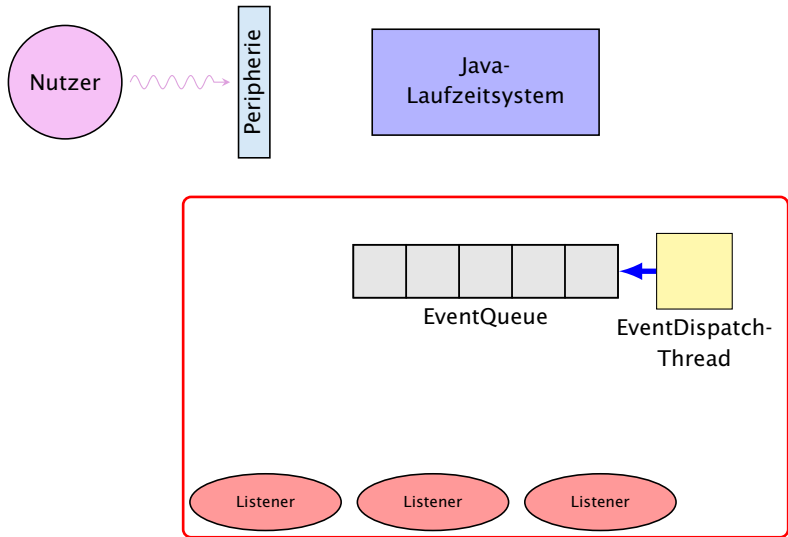 Nutzer
Peripherie
Java-
Laufzeitsystem
EventQueue
EventDispatch-
Thread
Listener
Listener
Listener